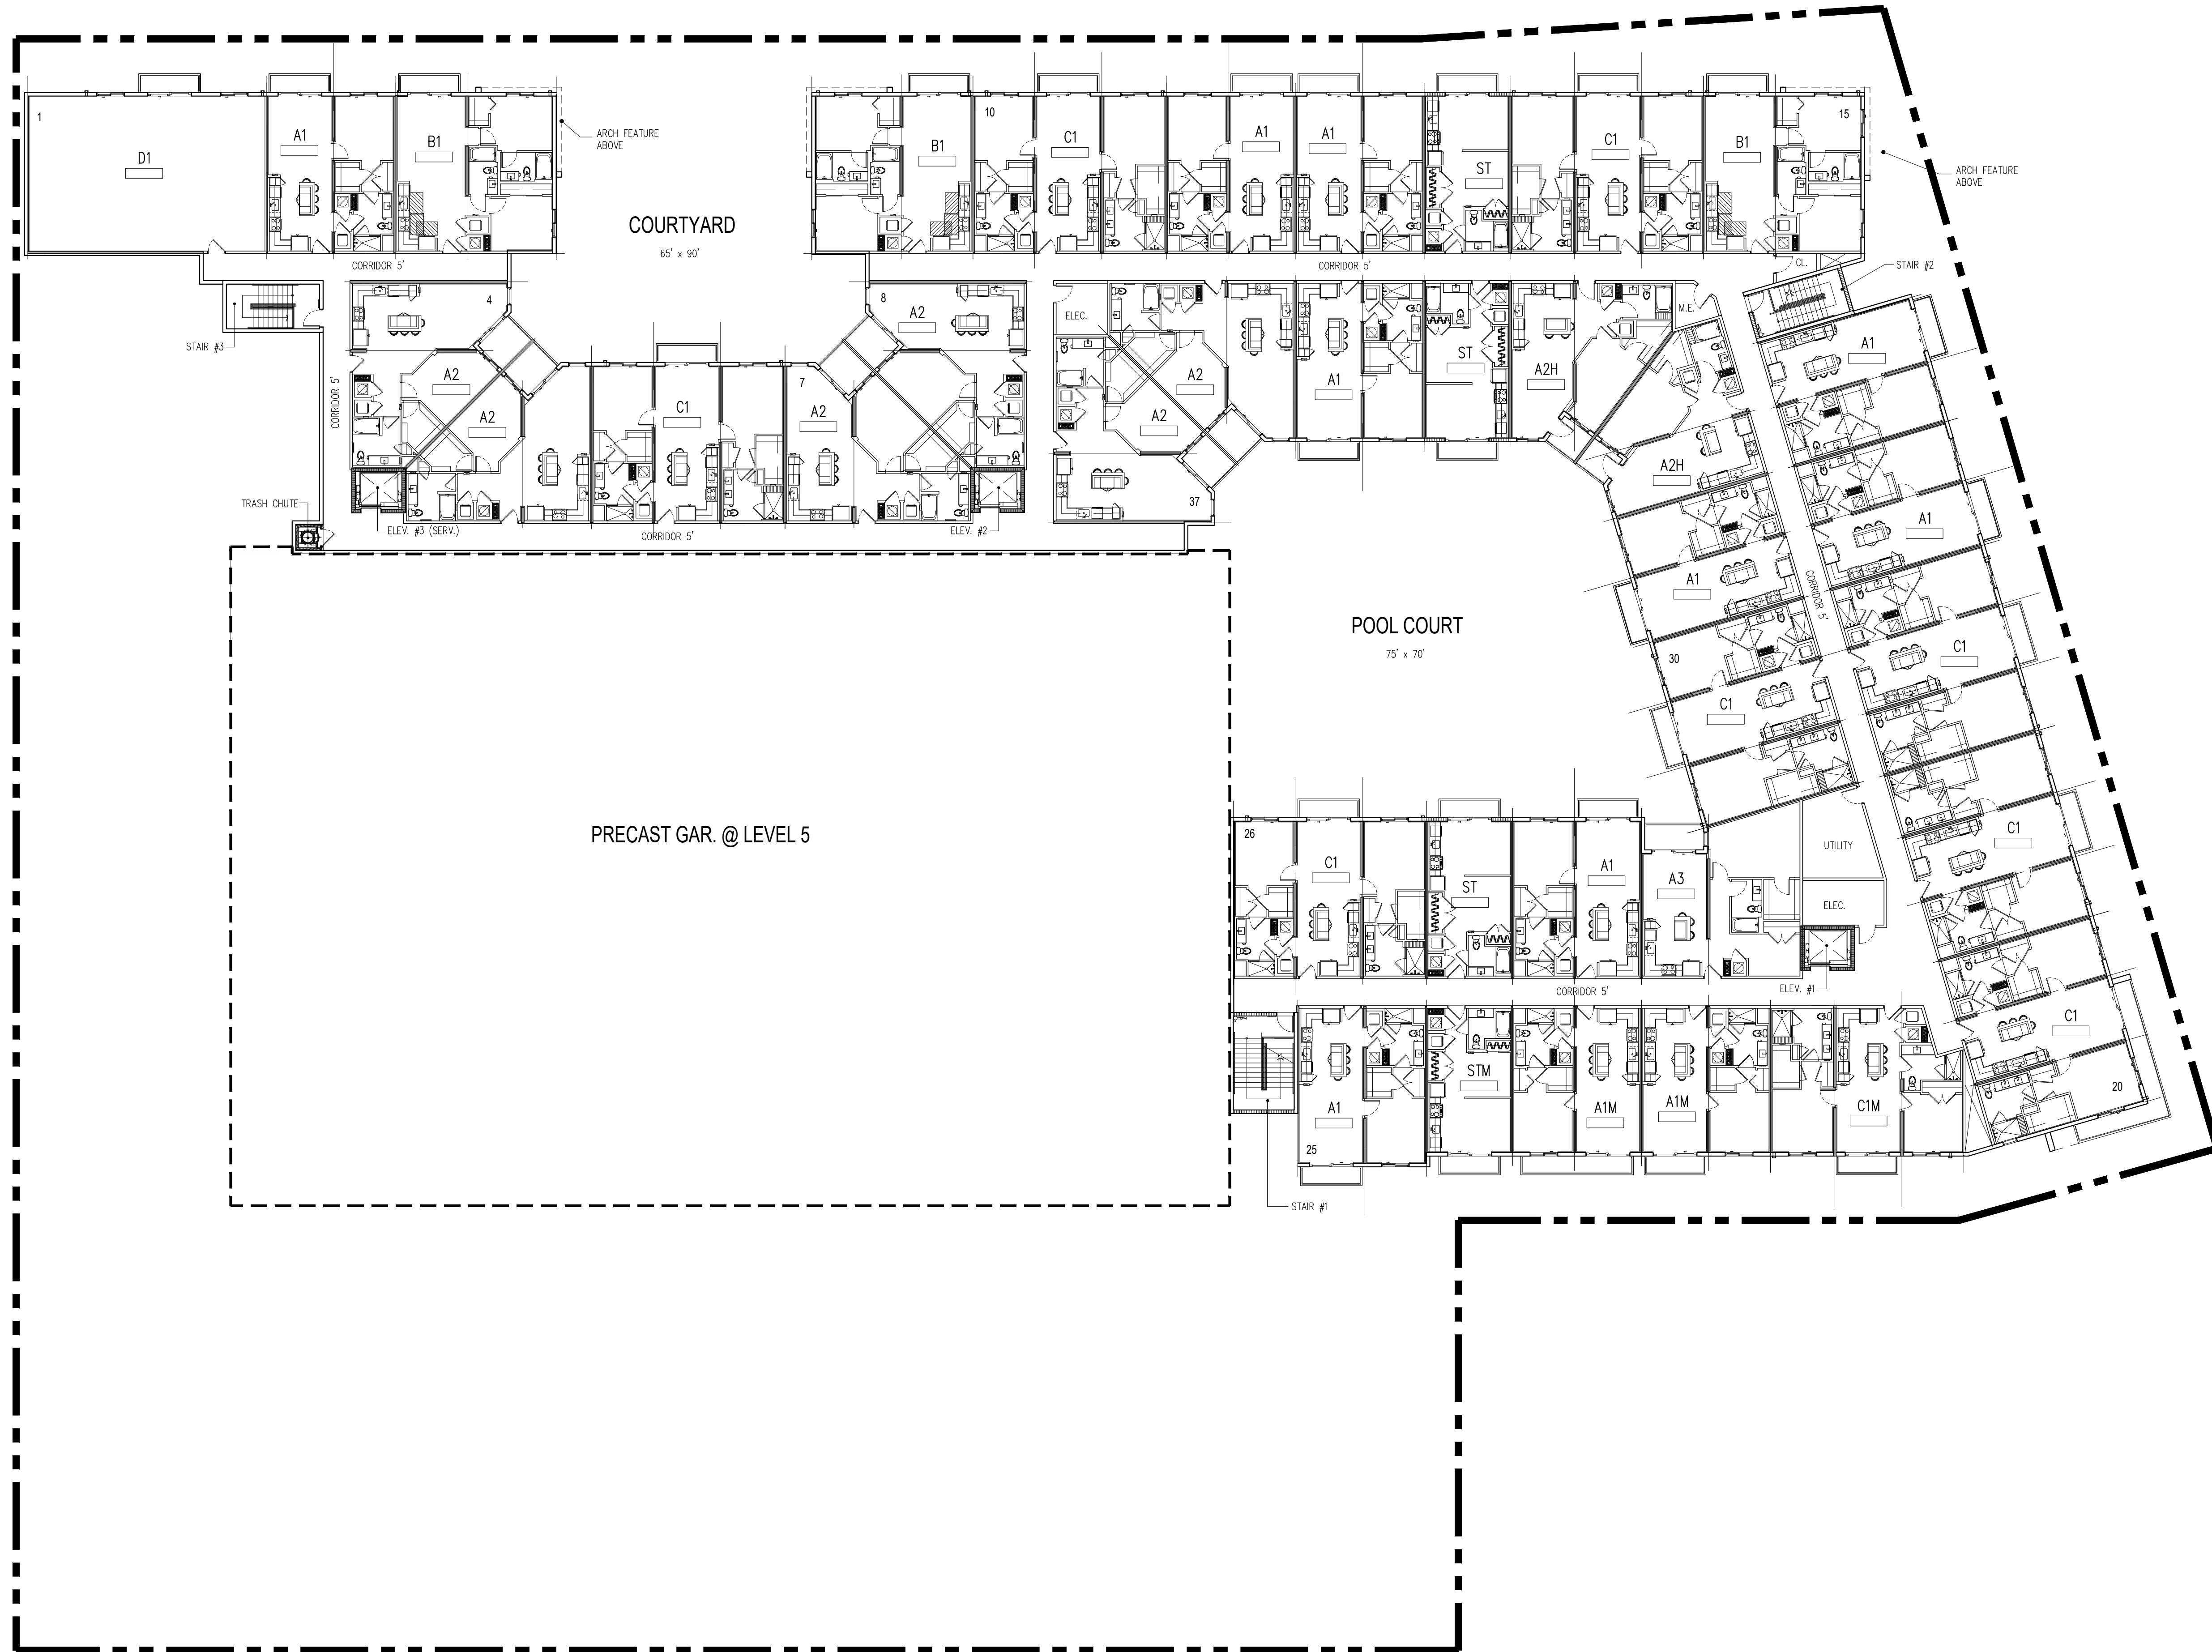 1
D1
A1
B1
ARCH FEATURE
ABOVE
COURTYARD
65' x 90'
B1
10
C1
A1
A1
ST
C1
B1
15
ARCH FEATURE
ABOVE
CORRIDOR 5'
CORRIDOR 5'
CL.
STAIR #2
STAIR #3
4
8
A2
ELEC.
M.E.
A1
CORRIDOR 5'
A2
A2
C1
7
A2
A2
A2
A1
ST
A2H
A2H
37
TRASH CHUTE
ELEV. #3 (SERV.)
CORRIDOR 5'
ELEV. #2
A1
A1
CORRIDOR 5'
POOL COURT
75' x 70'
30
C1
C1
PRECAST GAR. @ LEVEL 5
26
C1
ST
A1
A3
UTILITY
ELEC.
C1
CORRIDOR 5'
ELEV. #1
C1
20
A1
25
STM
A1M
A1M
C1M
STAIR #1